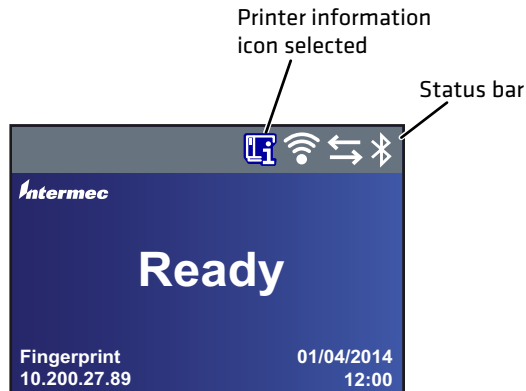 Printer information
icon selected
Status bar
Intermec
Ready
Fingerprint
01/04/2014
10.200.27.89
12:00